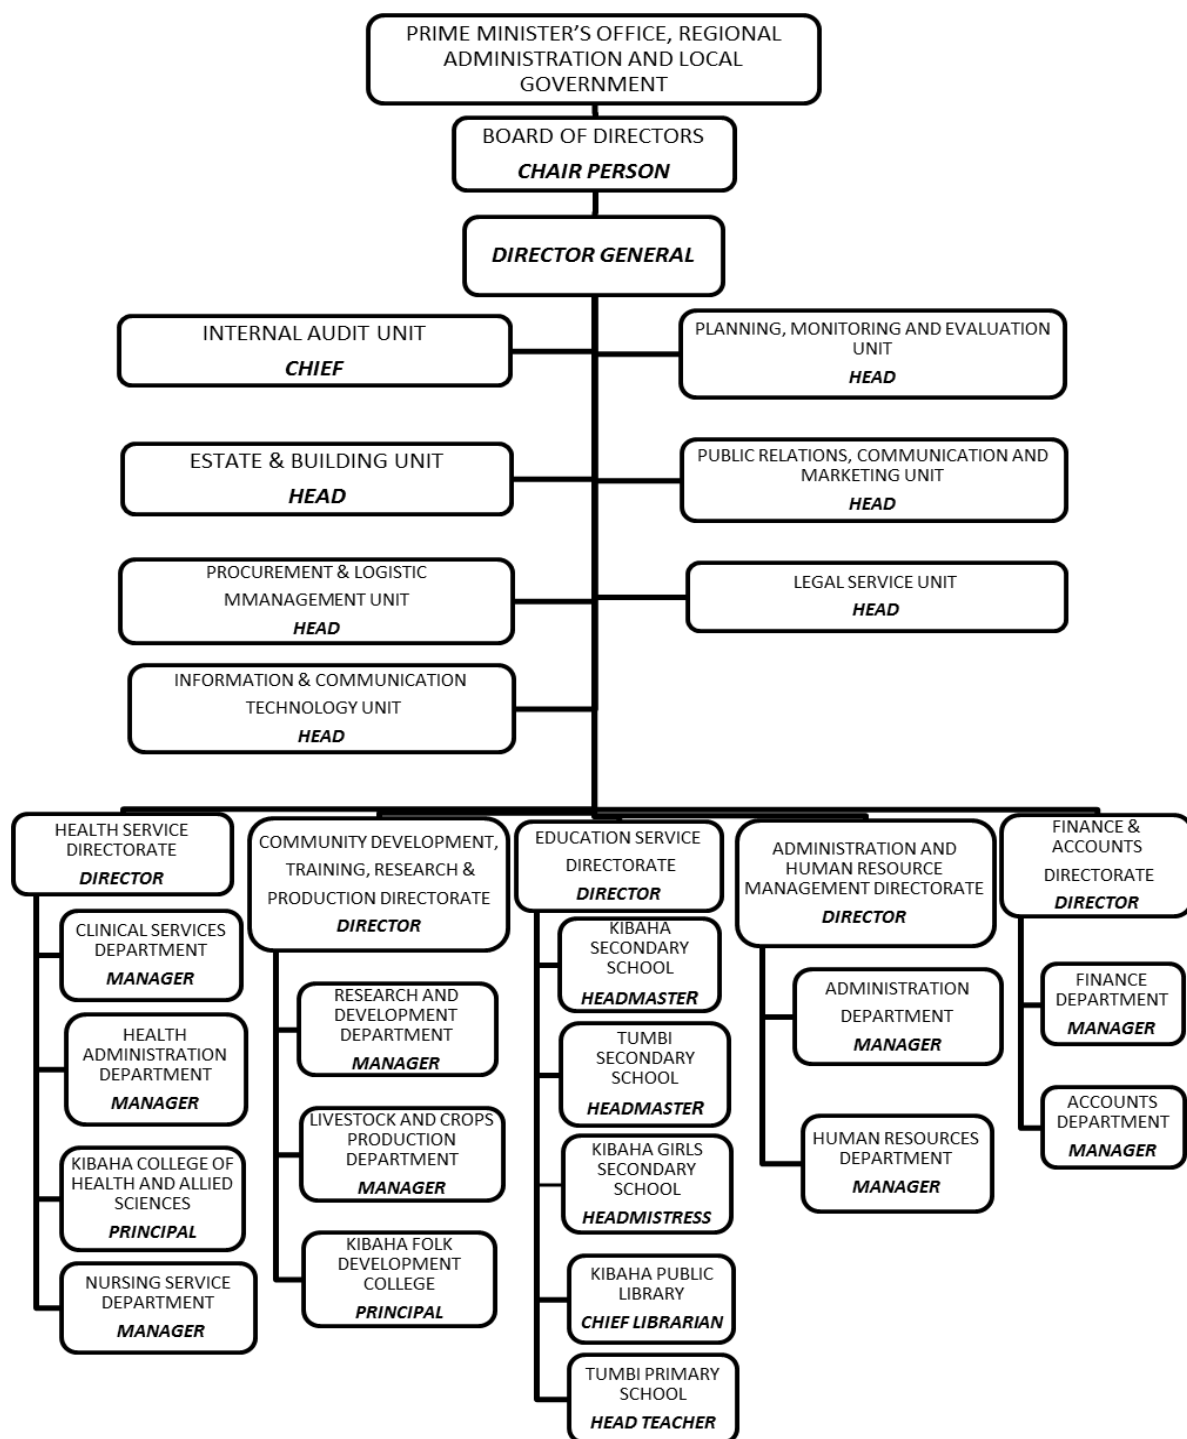 PRIME MINISTER’S OFFICE, REGIONAL
ADMINISTRATION AND LOCAL
GOVERNMENT
BOARD OF DIRECTORS
CHAIR PERSON
DIRECTOR GENERAL
INTERNAL AUDIT UNIT
CHIEF
PLANNING, MONITORING AND EVALUATION
UNIT
HEAD
ESTATE & BUILDING UNIT
HEAD
PUBLIC RELATIONS, COMMUNICATION AND
MARKETING UNIT
HEAD
PROCUREMENT & LOGISTIC
MMANAGEMENT UNIT
HEAD
LEGAL SERVICE UNIT
HEAD
INFORMATION & COMMUNICATION
TECHNOLOGY UNIT
HEAD
HEALTH SERVICE
DIRECTORATE
DIRECTOR
CLINICAL SERVICES
DEPARTMENT
MANAGER
HEALTH
ADMINISTRATION
DEPARTMENT
MANAGER
KIBAHA COLLEGE OF
HEALTH AND ALLIED
SCIENCES
PRINCIPAL
NURSING SERVICE
DEPARTMENT
MANAGER
COMMUNITY DEVELOPMENT,
TRAINING, RESEARCH &
PRODUCTION DIRECTORATE
DIRECTOR
RESEARCH AND
DEVELOPMENT
DEPARTMENT
MANAGER
LIVESTOCK AND CROPS
PRODUCTION
DEPARTMENT
MANAGER
KIBAHA FOLK
DEVELOPMENT
COLLEGE
PRINCIPAL
EDUCATION SERVICE
DIRECTORATE
DIRECTOR
KIBAHA
SECONDARY
SCHOOL
HEADMASTER
TUMBI
SECONDARY
SCHOOL
HEADMASTER
KIBAHA GIRLS
SECONDARY
SCHOOL
HEADMISTRESS
KIBAHA PUBLIC
LIBRARY
CHIEF LIBRARIAN
TUMBI PRIMARY
SCHOOL
HEAD TEACHER
ADMINISTRATION AND
HUMAN RESOURCE
MANAGEMENT DIRECTORATE
DIRECTOR
ADMINISTRATION
DEPARTMENT
MANAGER
HUMAN RESOURCES
DEPARTMENT
MANAGER
FINANCE &
ACCOUNTS
DIRECTORATE
DIRECTOR
FINANCE
DEPARTMENT
MANAGER
ACCOUNTS
DEPARTMENT
MANAGER